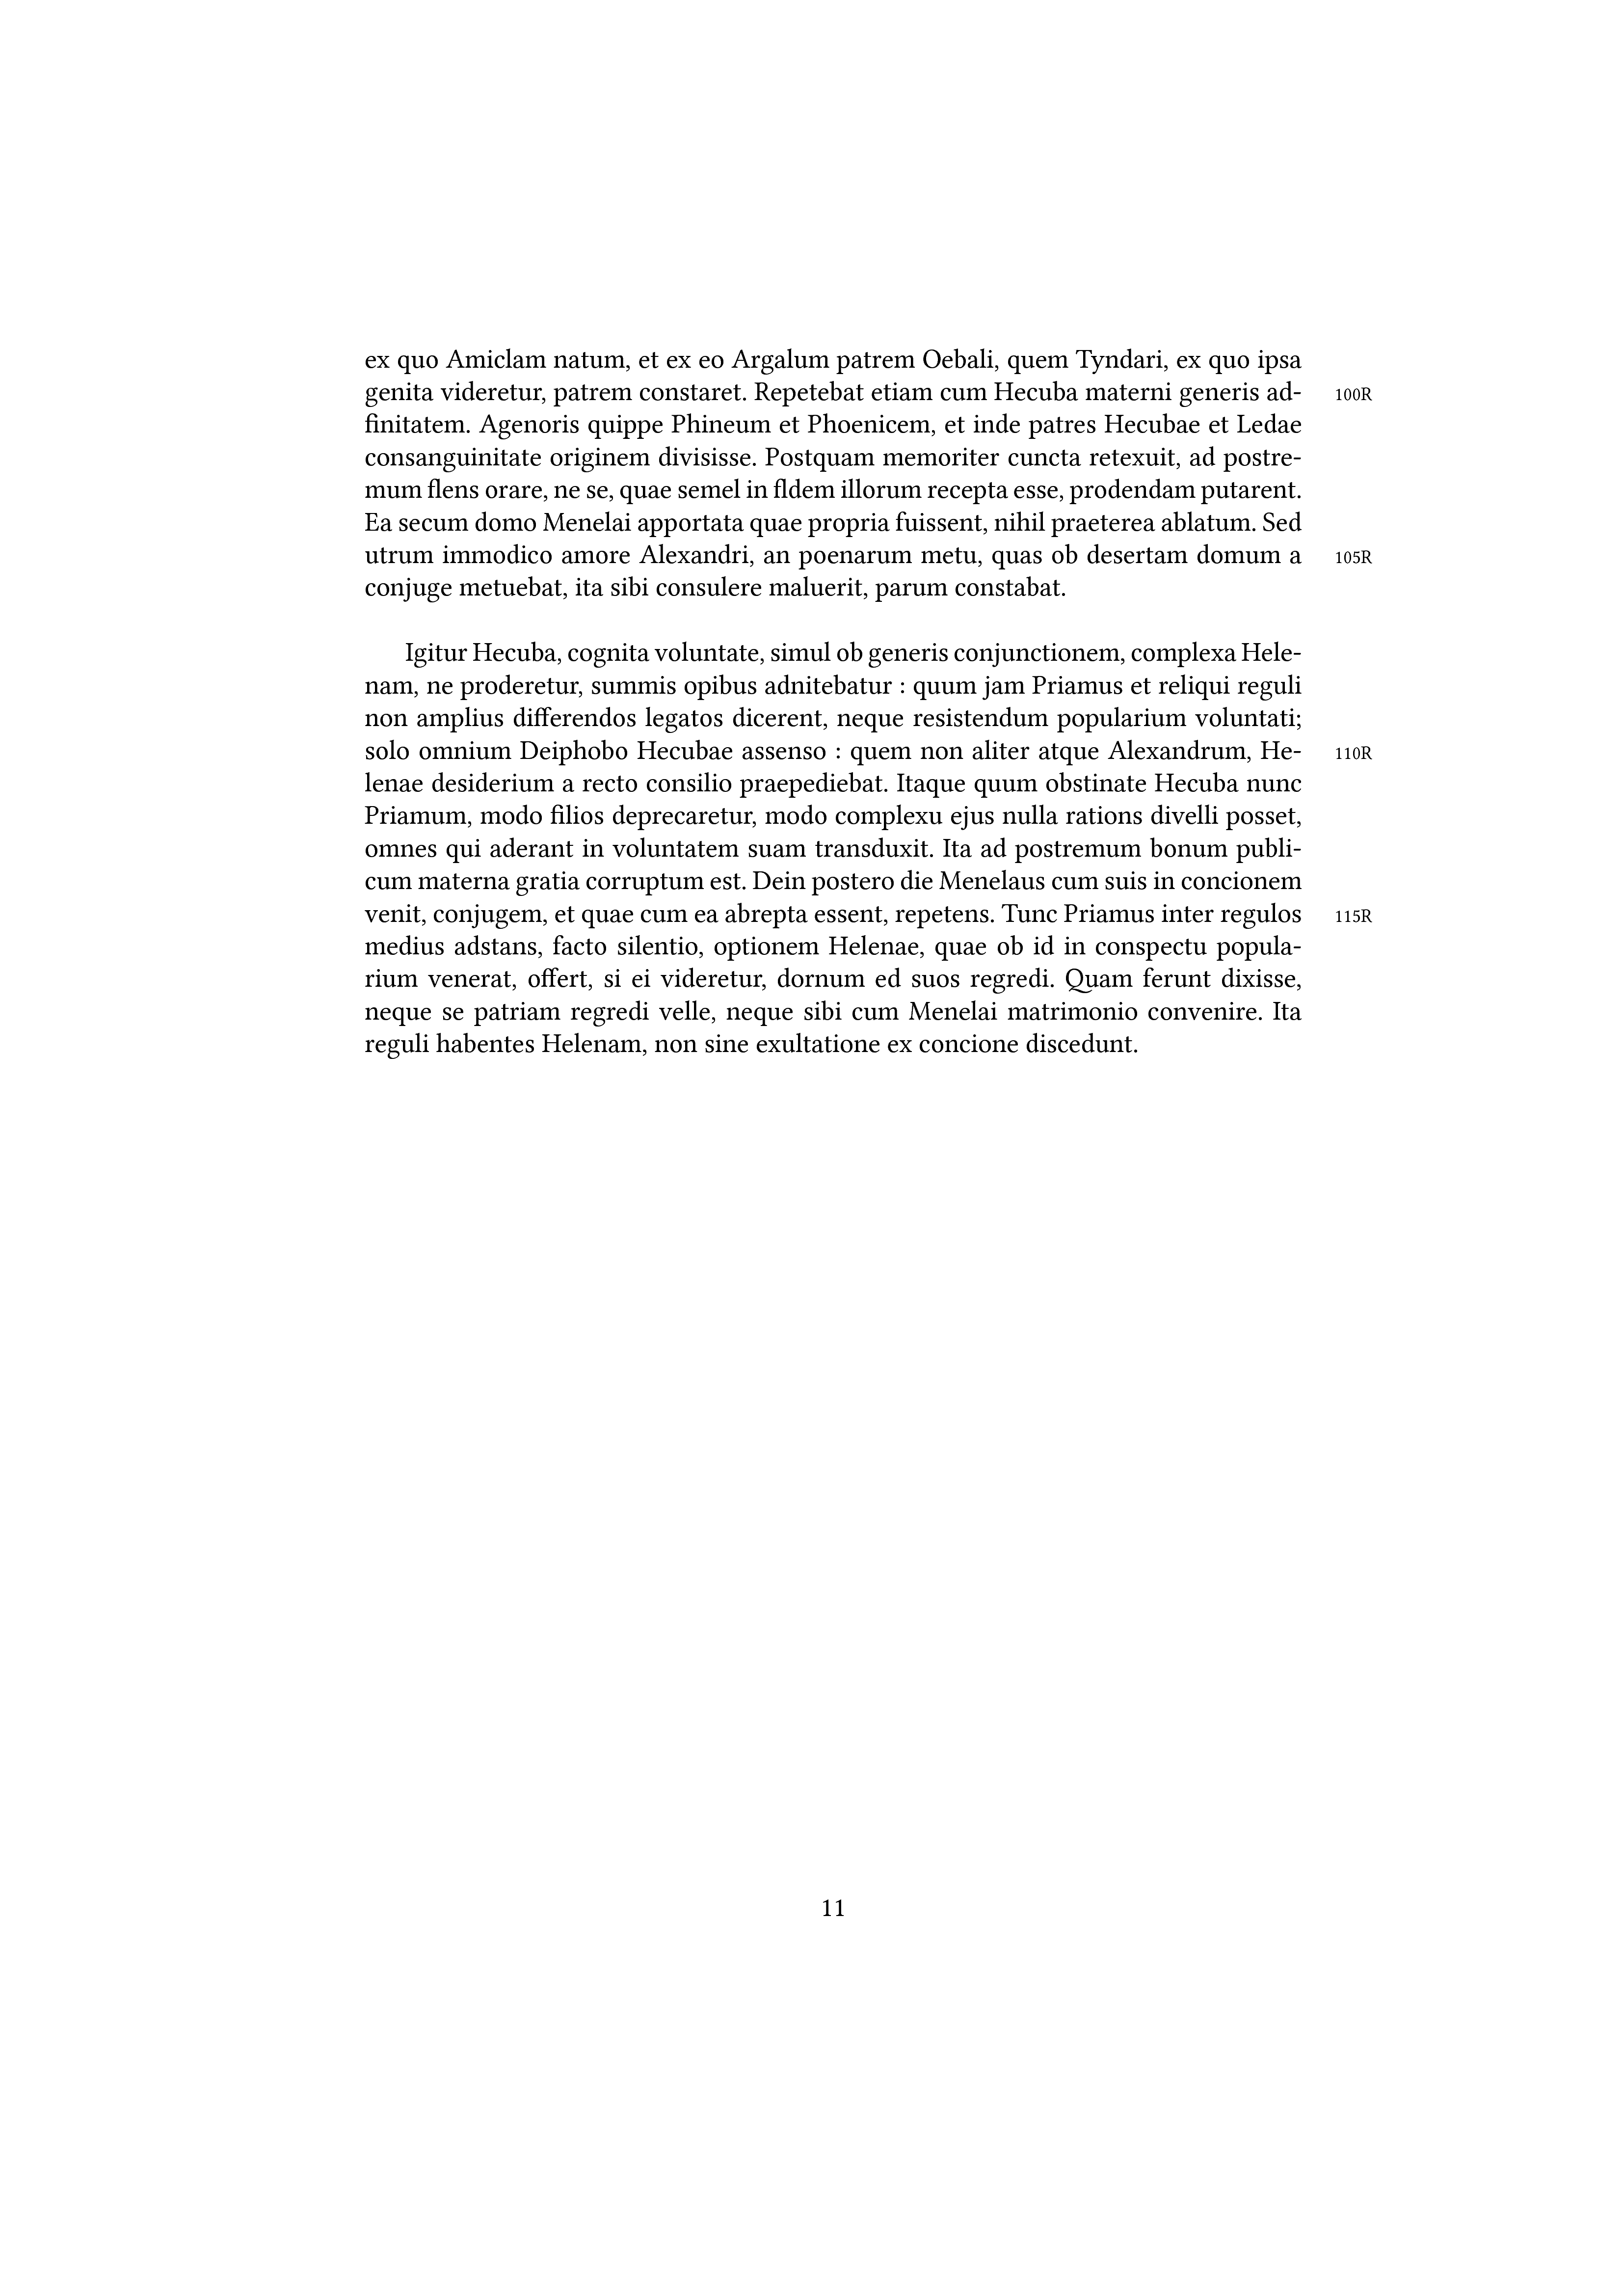 ex quo Amiclam natum, et ex eo Argalum patrem Oebali, quem Tyndari, ex quo ipsa
genita videretur, patrem constaret. Repetebat etiam cum Hecuba materni generis ad- 100R
finitatem. Agenoris quippe Phineum et Phoenicem, et inde patres Hecubae et Ledae
consanguinitate originem divisisse. Postquam memoriter cuncta retexuit, ad postre-
mum flens orare, ne se, quae semel in fldem illorum recepta esse, prodendam putarent.
Ea secum domo Menelai apportata quae propria fuissent, nihil praeterea ablatum. Sed
utrum immodico amore Alexandri, an poenarum metu, quas ob desertam domum a 105R
conjuge metuebat, ita sibi consulere maluerit, parum constabat.
Igitur Hecuba, cognita voluntate, simul ob generis conjunctionem, complexa Hele-
nam, ne proderetur, summis opibus adnitebatur : quum jam Priamus et reliqui reguli
non amplius differendos legatos dicerent, neque resistendum popularium voluntati;
solo omnium Deiphobo Hecubae assenso : quem non aliter atque Alexandrum, He- 110R
lenae desiderium a recto consilio praepediebat. Itaque quum obstinate Hecuba nunc
Priamum, modo filios deprecaretur, modo complexu ejus nulla rations divelli posset,
omnes qui aderant in voluntatem suam transduxit. Ita ad postremum bonum publi-
cum materna gratia corruptum est. Dein postero die Menelaus cum suis in concionem
venit, conjugem, et quae cum ea abrepta essent, repetens. Tunc Priamus inter regulos 115R
medius adstans, facto silentio, optionem Helenae, quae ob id in conspectu popula-
rium venerat, offert, si ei videretur, dornum ed suos regredi. Quam ferunt dixisse,
neque se patriam regredi velle, neque sibi cum Menelai matrimonio convenire. Ita
reguli habentes Helenam, non sine exultatione ex concione discedunt.
11